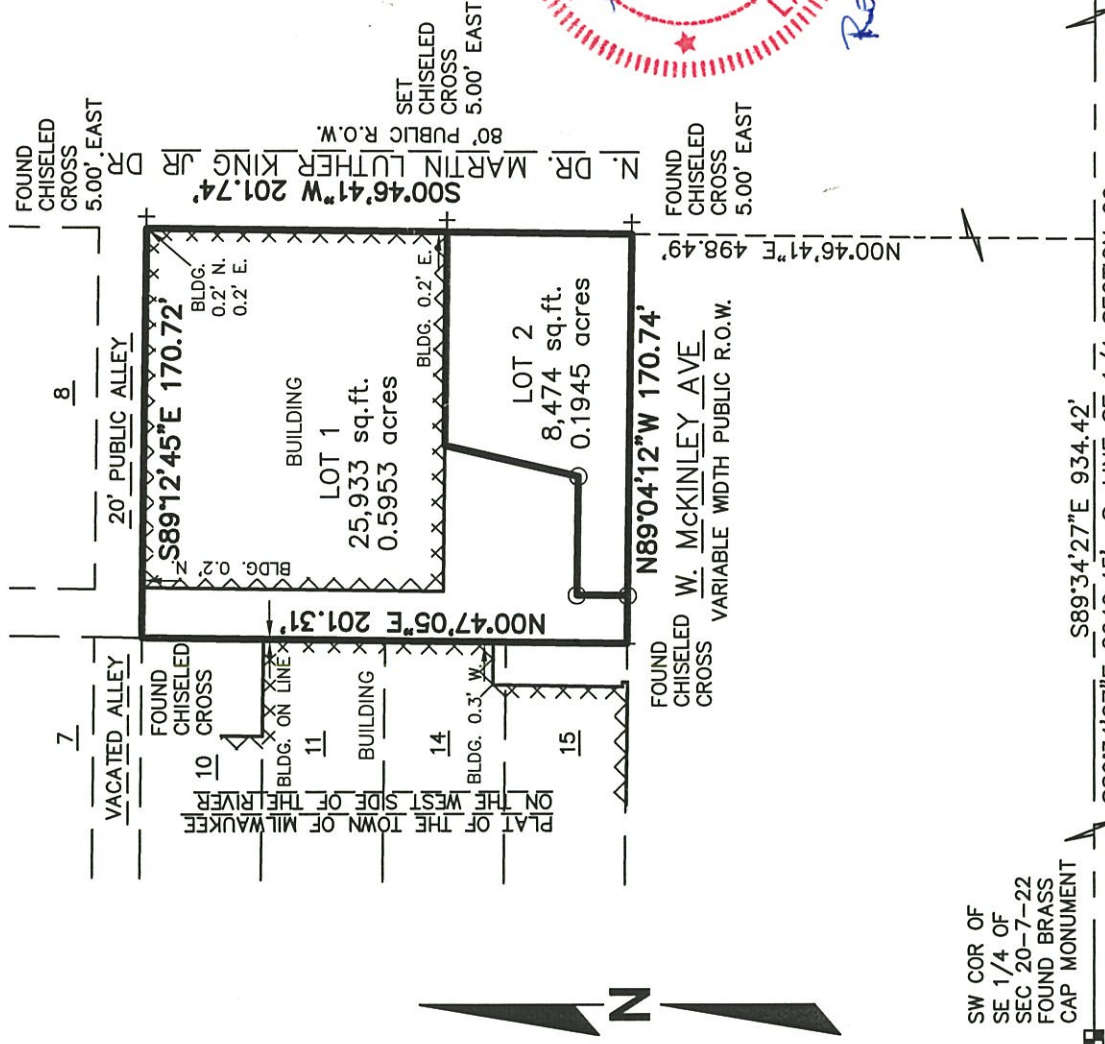 FOUND
CHISELED
CROSS
5.00' EAST
8
20' PUBLIC ALLEY
7
VACATED ALLEY
S89°12'45"E 170.72'
BLDG.
0.2' N.
0.2' E.
BLDG. 0.2' N.
FOUND
CHISELED
CROSS
BUILDING
LOT 1
25,933 sq.ft.
0.5953 acres
BLDG. 0.2' E.
N. DR. MARTIN LUTHER KING JR DR
80' PUBLIC R.O.W.
S00°46'41"W 201.74'
SET
CHISELED
CROSS
5.00' EAST
10
BLDG. ON LINE
11
BUILDING
14
BLDG. 0.3' W.
15
PLAT OF THE TOWN OF MILWAUKEE
ON THE WEST SIDE OF THE RIVER
N00°47'05"E 201.31'
LOT 2
8,474 sq.ft.
0.1945 acres
N89°04'12"W 170.74'
FOUND
CHISELED
CROSS
W. McKINLEY AVE
VARIABLE WIDTH PUBLIC R.O.W.
FOUND
CHISELED
CROSS
5.00' EAST
N00°46'41"E 498.49'
N
SW COR OF
SE 1/4 OF
SEC 20-7-22
FOUND BRASS
CAP MONUMENT
S89°34'27"E 934.42'